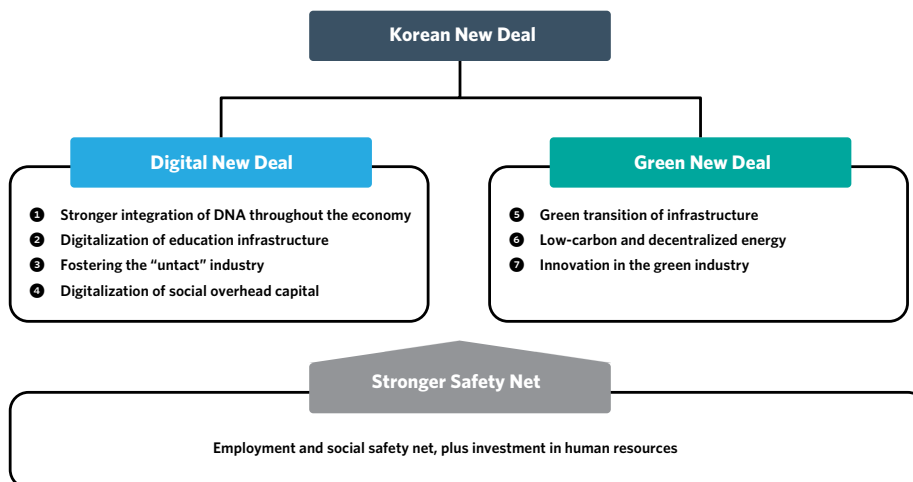 Korean New Deal
Digital New Deal
❶ Stronger integration of DNA throughout the economy
❷ Digitalization of education infrastructure
❸ Fostering the “untact” industry
❹ Digitalization of social overhead capital
Green New Deal
❺ Green transition of infrastructure
❻ Low-carbon and decentralized energy
❼ Innovation in the green industry
Stronger Safety Net
Employment and social safety net, plus investment in human resources